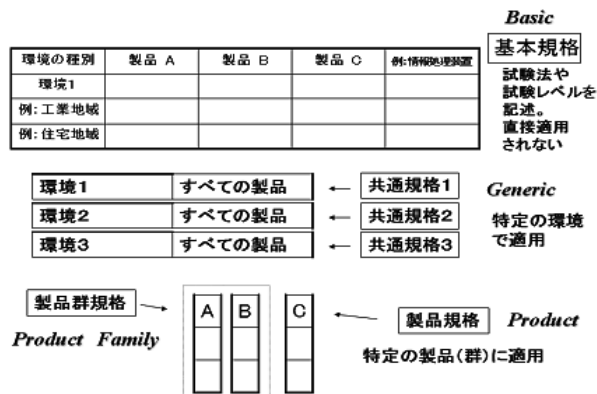 Basic
基本規格
環境の種別 製品 A 製品 B 製品 C 例:情報処理装置
環境1
例:工業地域
例:住宅地域
試験法や
試験レベルを
記述。
直接適用
されない
環境1 すべての製品 ← 共通規格1
環境2 すべての製品 ← 共通規格2
環境3 すべての製品 ← 共通規格3
Generic
特定の環境
で適用
製品群規格
Product Family
A B C
製品規格 Product
特定の製品(群)に適用